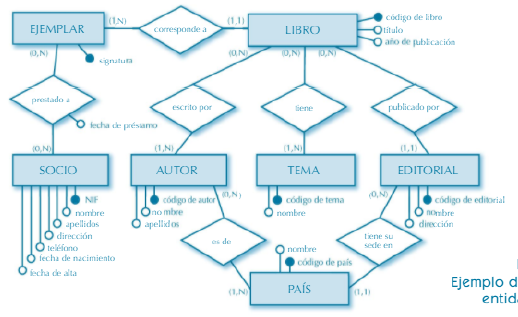 EJEMPLAR
(1,N)
corresponde a
(1,1)
LIBRO
código de libro
título
año de publicación
(0,N)
signatura
(0,N)
(0,N)
(0,N)
prestado a
fecha de préstamo
escrito por
tiene
publicado por
(0,N)
(1,N)
(1,N)
(1,1)
SOCIO
AUTOR
TEMA
EDITORIAL
NIF
nombre
apellidos
dirección
teléfono
fecha de nacimiento
fecha de alta
código de autor
nombre
apellidos
(0,N)
código de tema
nombre
(0,N)
código de editorial
nombre
dirección
es de
nombre
código de país
tiene su
sede en
(1,N)
PAÍS
(1,1)
Ejemplo d
entida